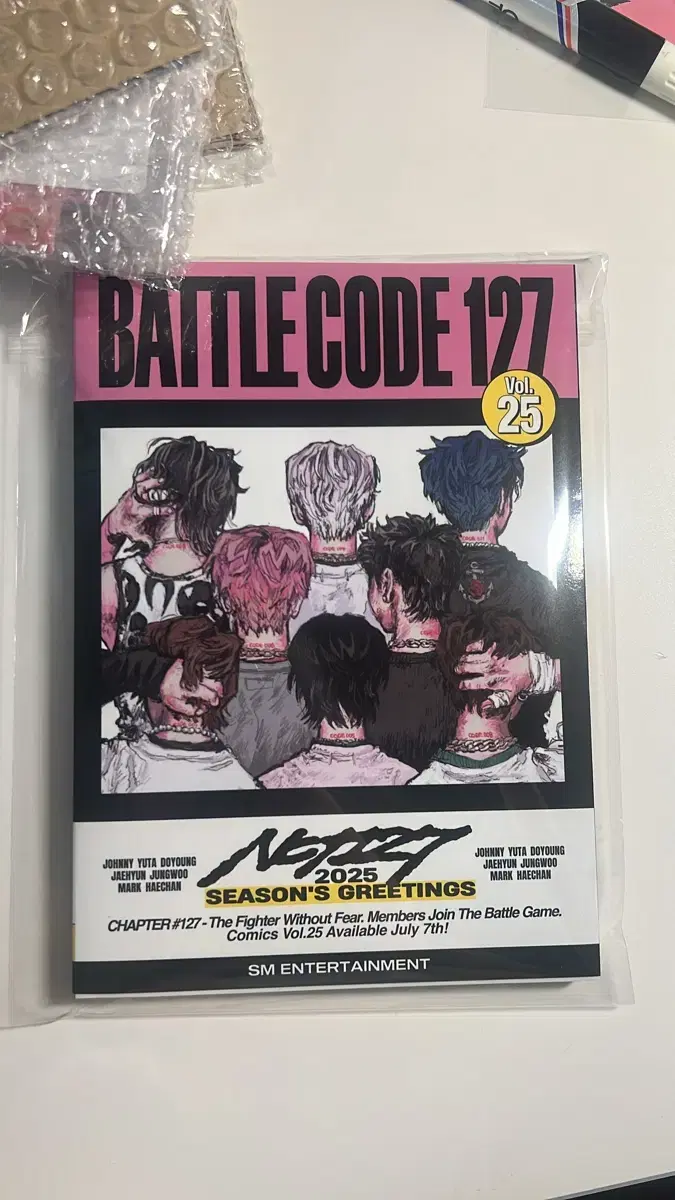 BATTLE CODE 127
Vol.
25
NCT 127
2025
SEASON'S GREETINGS
JOHNNY YUTA DOYOUNG
JAEHYUN JUNGWOO
MARK HAECHAN
JOHNNY YUTA DOYOUNG
JAEHYUN JUNGWOO
MARK HAECHAN
CHAPTER #127 - The Fighter Without Fear. Members Join The Battle Game.
Comics Vol.25 Available July 7th!
SM ENTERTAINMENT